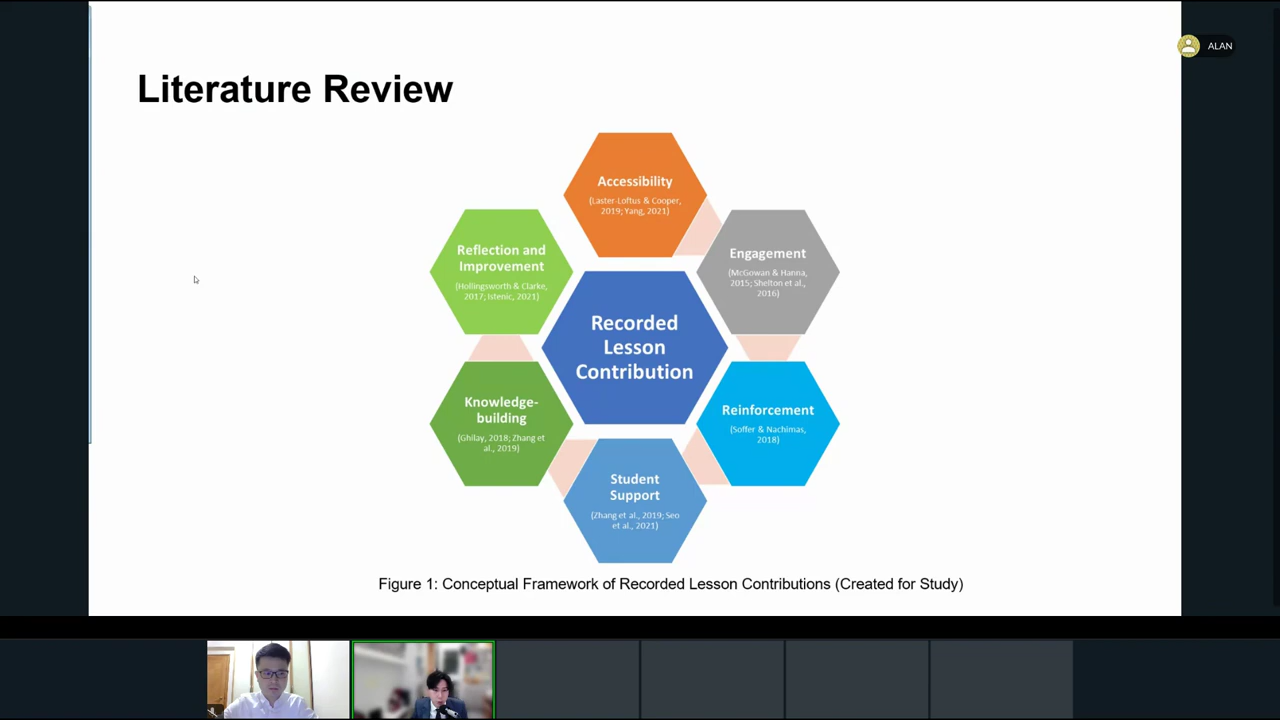 ALAN
Literature Review
Accessibility
(Laster-Loftus & Cooper,
2019; Yang, 2021)
Engagement
(McGowan & Hanna,
2015; Shelton et al.,
2016)
Reinforcement
(Soffer & Nachimas,
2018)
Student
Support
(Zhang et al., 2019; Seo
et al., 2021)
Knowledge-
building
(Ghilay, 2018; Zhang et
al., 2019)
Reflection and
Improvement
(Hollingsworth & Clarke,
2017; Istenic, 2021)
Recorded
Lesson
Contribution
Figure 1: Conceptual Framework of Recorded Lesson Contributions (Created for Study)